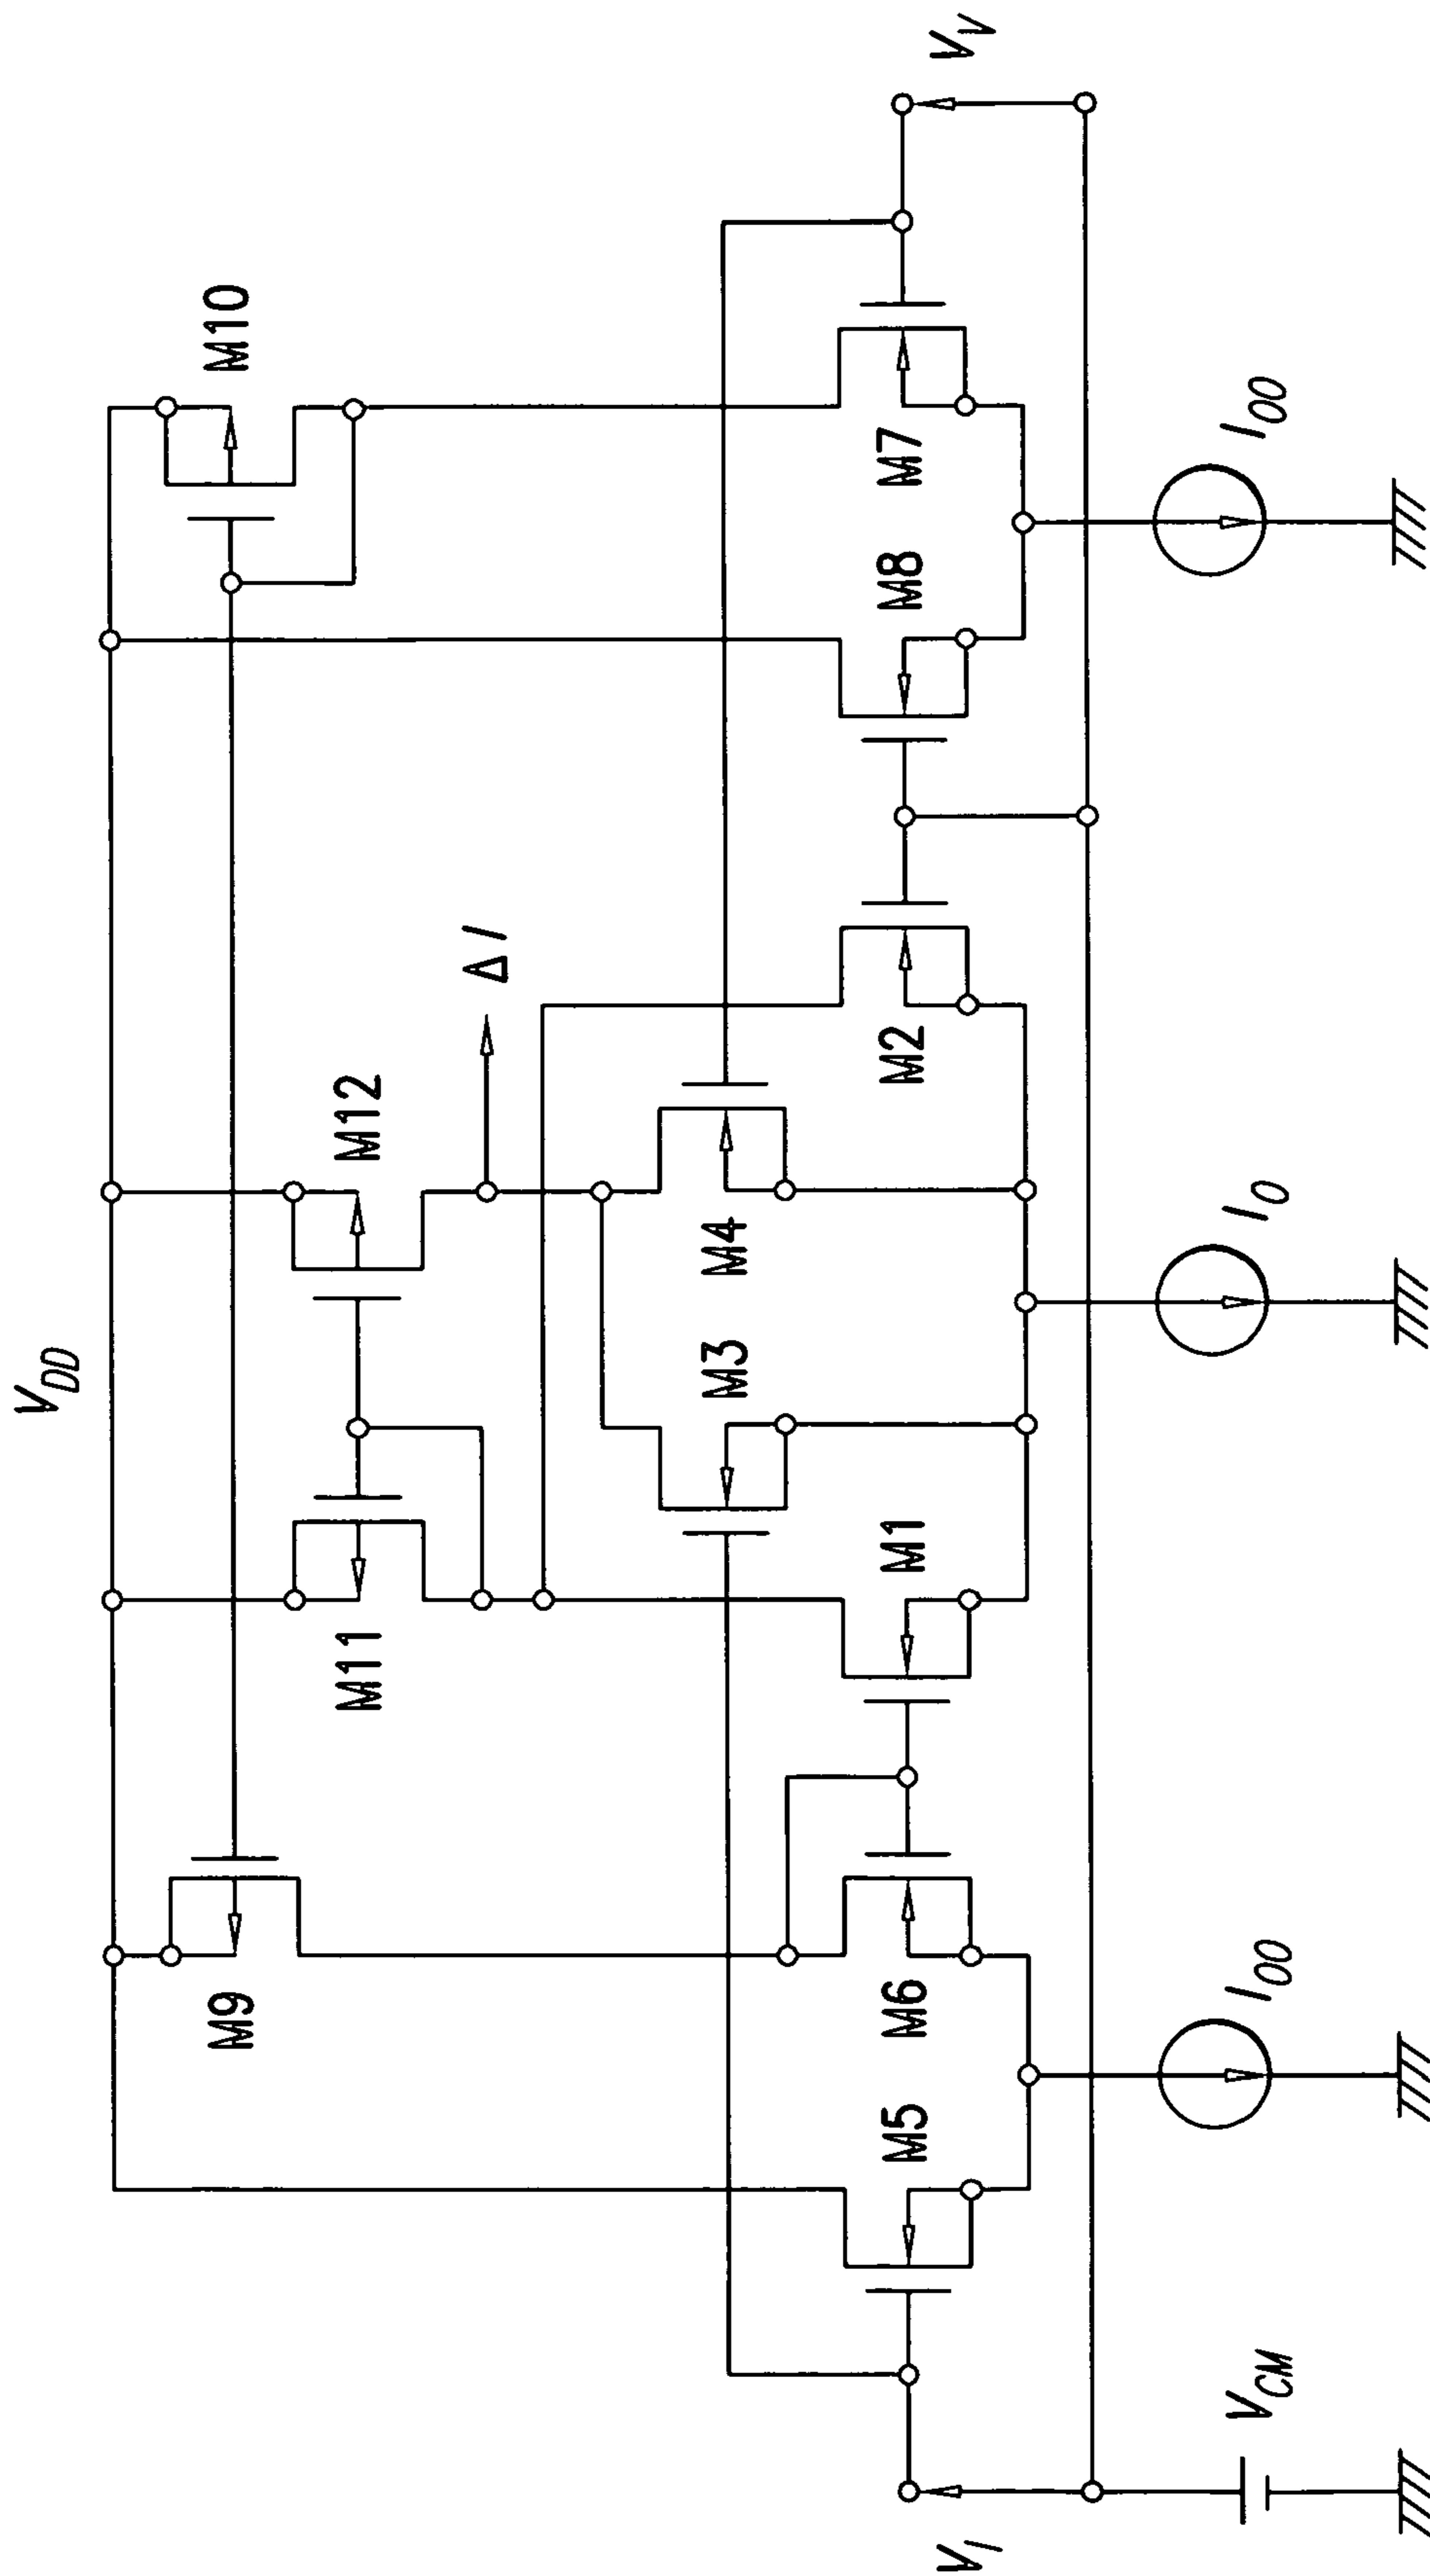 V_DD
M9
M10
M11
M12
ΔI
M3
M4
M5
M6
M1
M2
M8
M7
V_I
V_V
V_CM
I_00
I_0
I_00